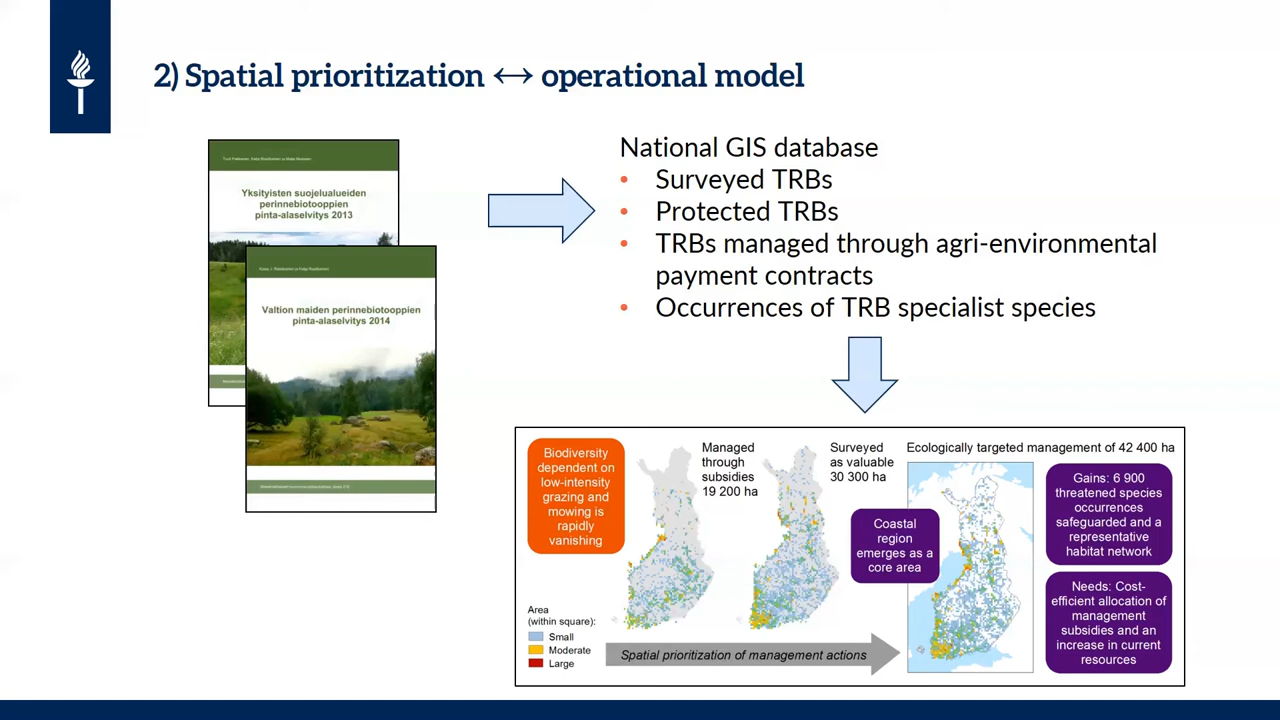 2) Spatial prioritization ↔ operational model
Yksityisten suojelualueiden
perinnebiotooppien
pinta-alaselvitys 2013
Valtion maiden perinnebiotooppien
pinta-alaselvitys 2014
National GIS database
• Surveyed TRBs
• Protected TRBs
• TRBs managed through agri-environmental
payment contracts
• Occurrences of TRB specialist species
Biodiversity
dependent on
low-intensity
grazing and
mowing is
rapidly
vanishing
Managed
through
subsidies
19 200 ha
Surveyed
as valuable
30 300 ha
Ecologically targeted management of 42 400 ha
Coastal
region
emerges as a
core area
Gains: 6 900
threatened species
occurrences
safeguarded and a
representative
habitat network
Needs: Cost-
efficient allocation of
management
subsidies and an
increase in current
resources
Area
(within square):
Small
Moderate
Large
Spatial prioritization of management actions